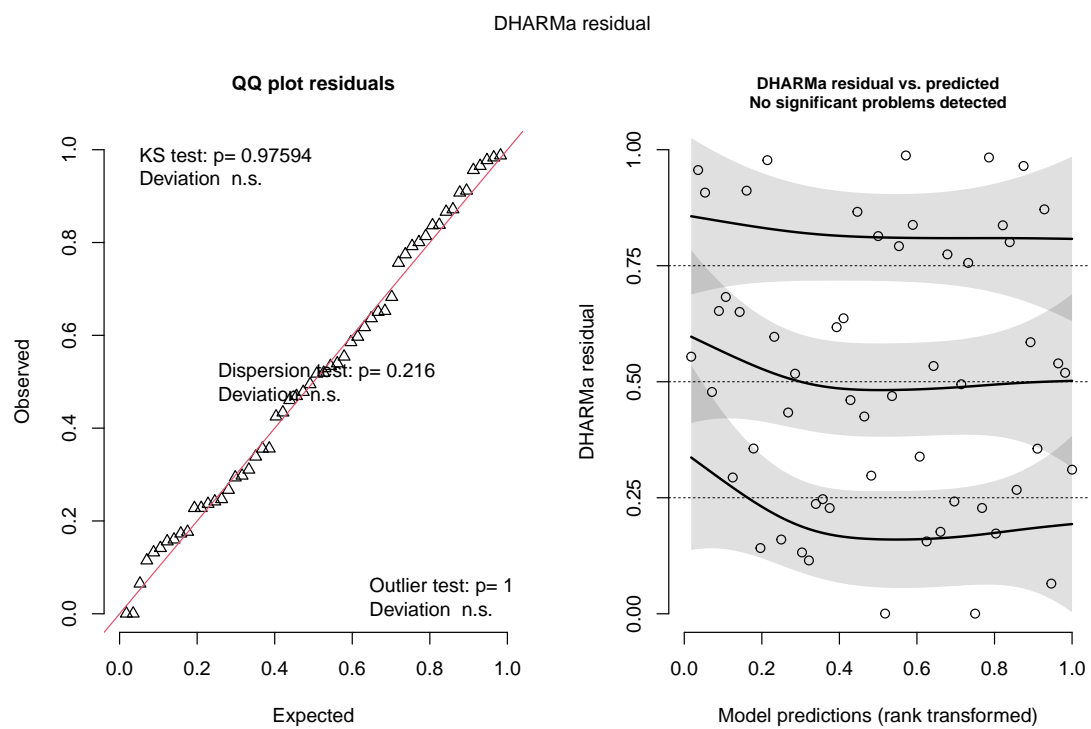 DHARMa residual
QQ plot residuals
KS test: p= 0.97594
Deviation n.s.
Dispersion test: p= 0.216
Deviation n.s.
Outlier test: p= 1
Deviation n.s.
Observed
0.0 0.2 0.4 0.6 0.8 1.0
0.0 0.2 0.4 0.6 0.8 1.0
Expected
DHARMa residual vs. predicted
No significant problems detected
DHARMa residual
0.00 0.25 0.50 0.75 1.00
0.0 0.2 0.4 0.6 0.8 1.0
Model predictions (rank transformed)